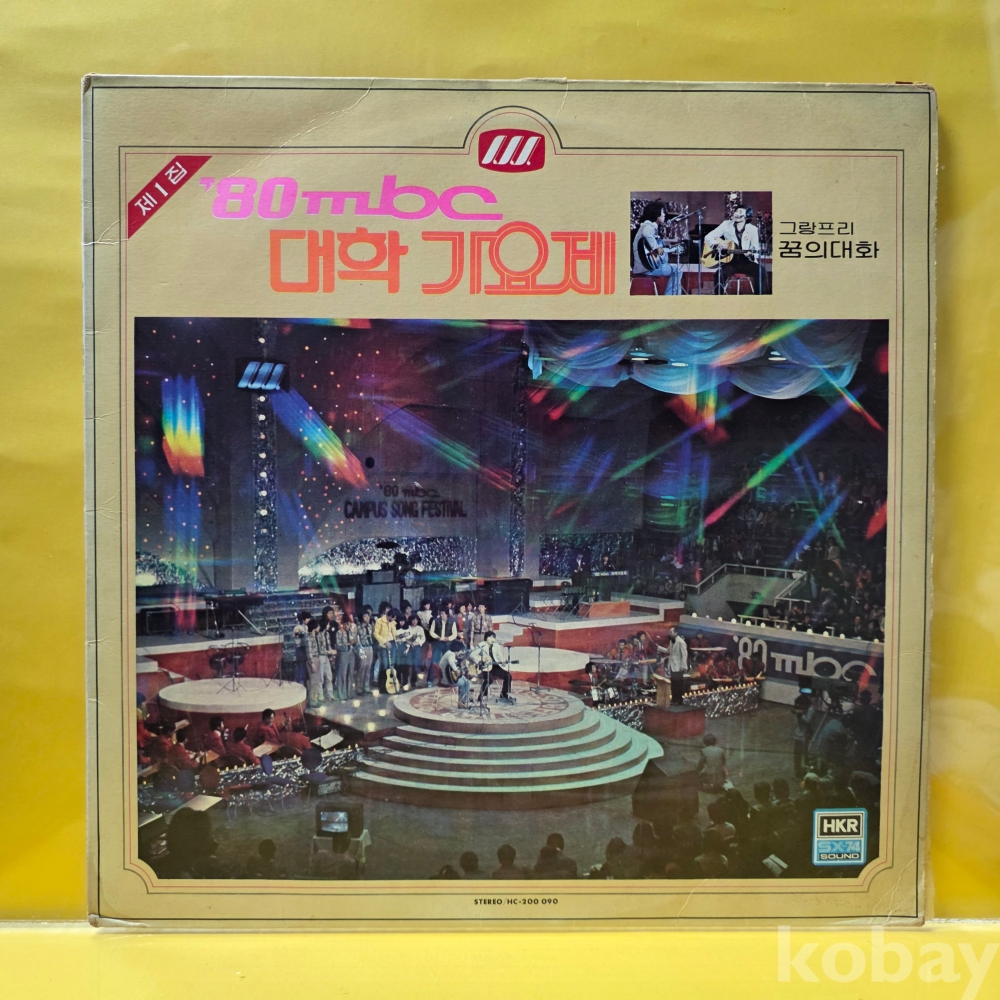 제1집
'80 mbc
대학 가요제
그랑프리
꿈의대화
'80 mbc
CAMPUS SONG FESTIVAL
'80 mbc
HKR
SX-74
SOUND
STEREO/HC-200 090
kobay